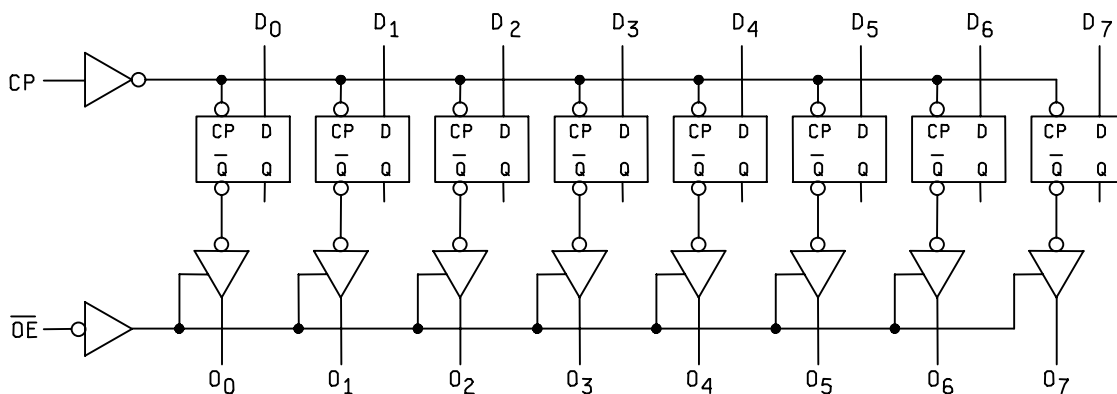 D0 D1 D2 D3 D4 D5 D6 D7
CP
CP D CP D CP D CP D CP D CP D CP D CP D
Q̅ Q Q̅ Q Q̅ Q Q̅ Q Q̅ Q Q̅ Q Q̅ Q Q̅ Q
O̅E̅
O0 O1 O2 O3 O4 O5 O6 O7